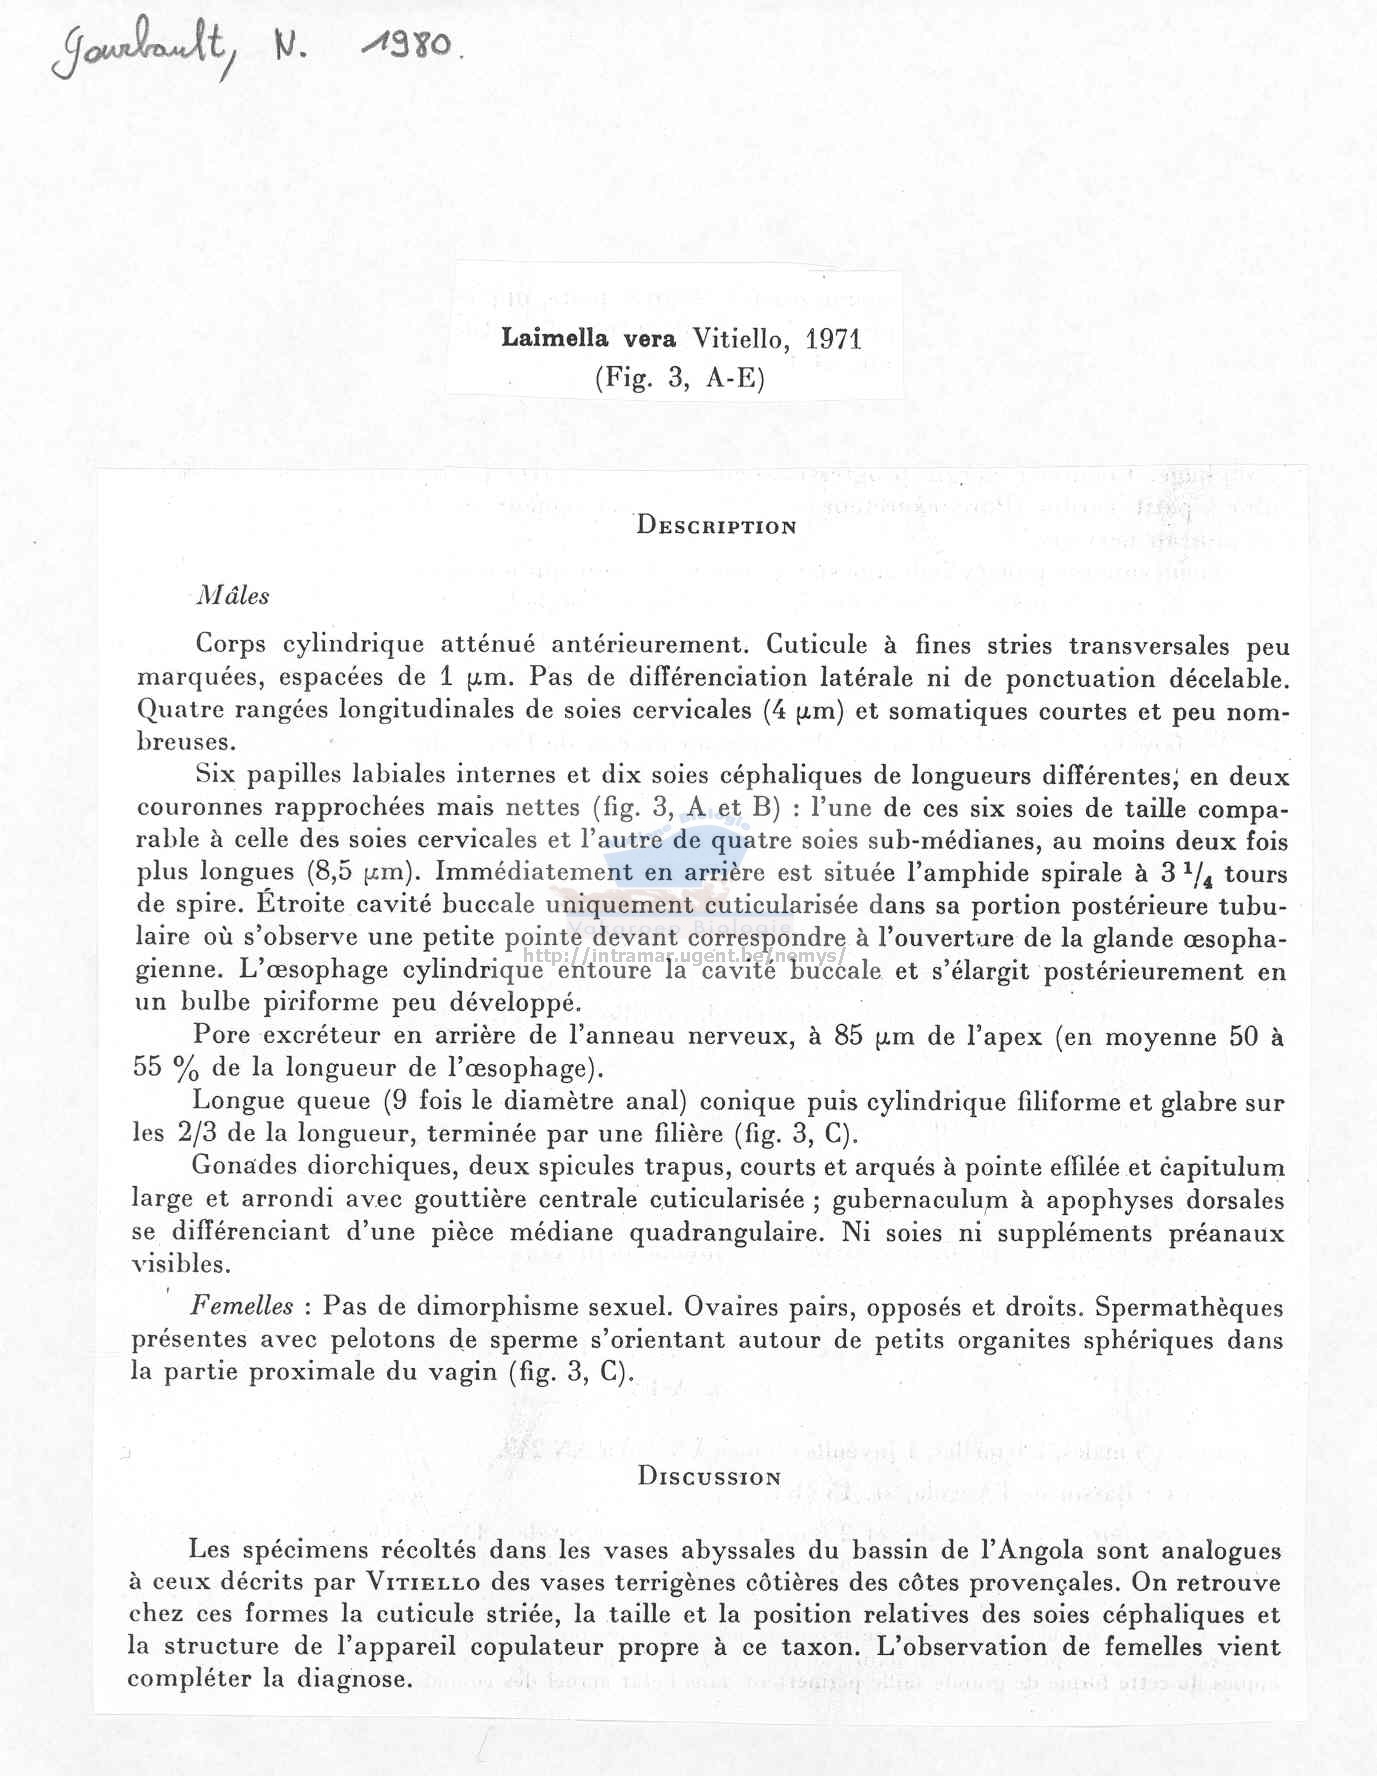 Gourbault, N. 1980.
Laimella vera Vitiello, 1971
(Fig. 3, A-E)
DESCRIPTION
Mâles
Corps cylindrique atténué antérieurement. Cuticule à fines stries transversales peu
marquées, espacées de 1 µm. Pas de différenciation latérale ni de ponctuation décelable.
Quatre rangées longitudinales de soies cervicales (4 µm) et somatiques courtes et peu nom-
breuses.
Six papilles labiales internes et dix soies céphaliques de longueurs différentes, en deux
couronnes rapprochées mais nettes (fig. 3, A et B) : l'une de ces six soies de taille compa-
rable à celle des soies cervicales et l'autre de quatre soies sub-médianes, au moins deux fois
plus longues (8,5 µm). Immédiatement en arrière est située l'amphide spirale à 3 1/4 tours
de spire. Étroite cavité buccale uniquement cuticularisée dans sa portion postérieure tubu-
laire où s'observe une petite pointe devant correspondre à l'ouverture de la glande œsopha-
http://intramar.ugent.be/nemys/
gienne. L'œsophage cylindrique entoure la cavité buccale et s'élargit postérieurement en
un bulbe piriforme peu développé.
Pore excréteur en arrière de l'anneau nerveux, à 85 µm de l'apex (en moyenne 50 à
55 % de la longueur de l'œsophage).
Longue queue (9 fois le diamètre anal) conique puis cylindrique filiforme et glabre sur
les 2/3 de la longueur, terminée par une filière (fig. 3, C).
Gonades diorchiques, deux spicules trapus, courts et arqués à pointe effilée et capitulum
large et arrondi avec gouttière centrale cuticularisée ; gubernaculum à apophyses dorsales
se différenciant d'une pièce médiane quadrangulaire. Ni soies ni suppléments préanaux
visibles.
Femelles : Pas de dimorphisme sexuel. Ovaires pairs, opposés et droits. Spermathèques
présentes avec pelotons de sperme s'orientant autour de petits organites sphériques dans
la partie proximale du vagin (fig. 3, C).
DISCUSSION
Les spécimens récoltés dans les vases abyssales du bassin de l'Angola sont analogues
à ceux décrits par VITIELLO des vases terrigènes côtières des côtes provençales. On retrouve
chez ces formes la cuticule striée, la taille et la position relatives des soies céphaliques et
la structure de l'appareil copulateur propre à ce taxon. L'observation de femelles vient
compléter la diagnose.